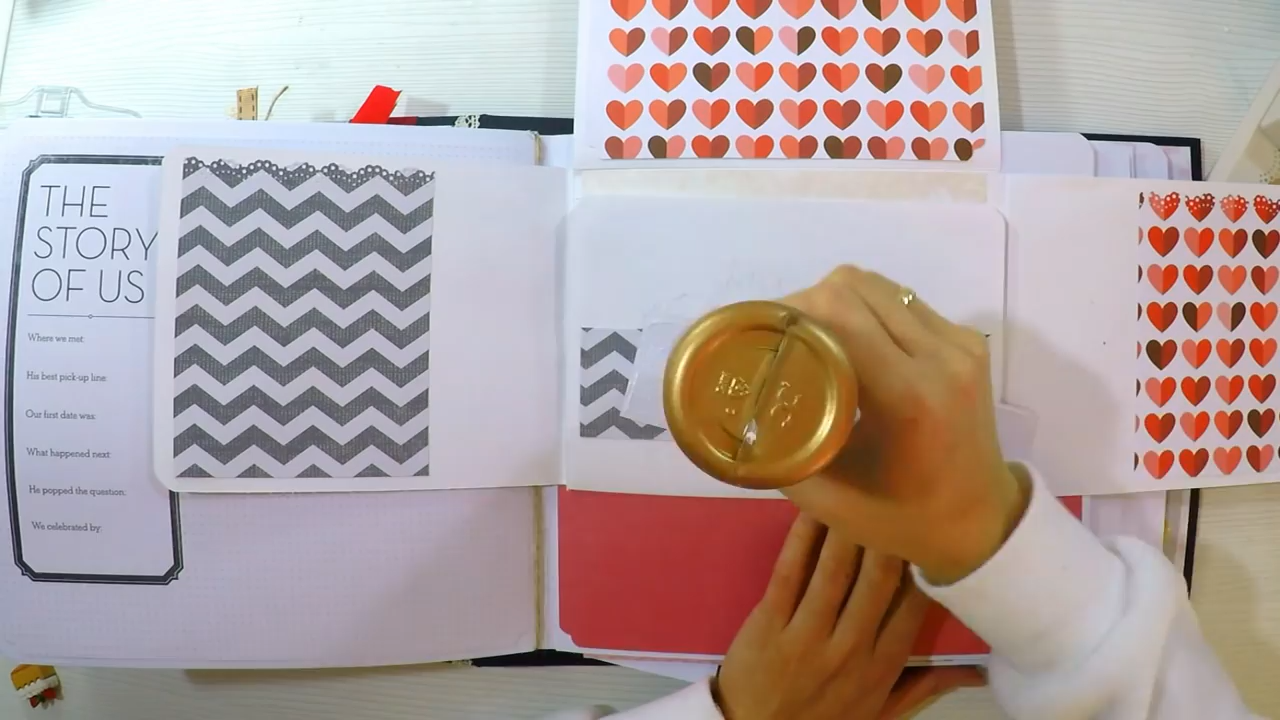 THE
STORY
OF US
Where we met:
His best pick-up line:
Our first date was:
What happened next:
He popped the question:
We celebrated by: